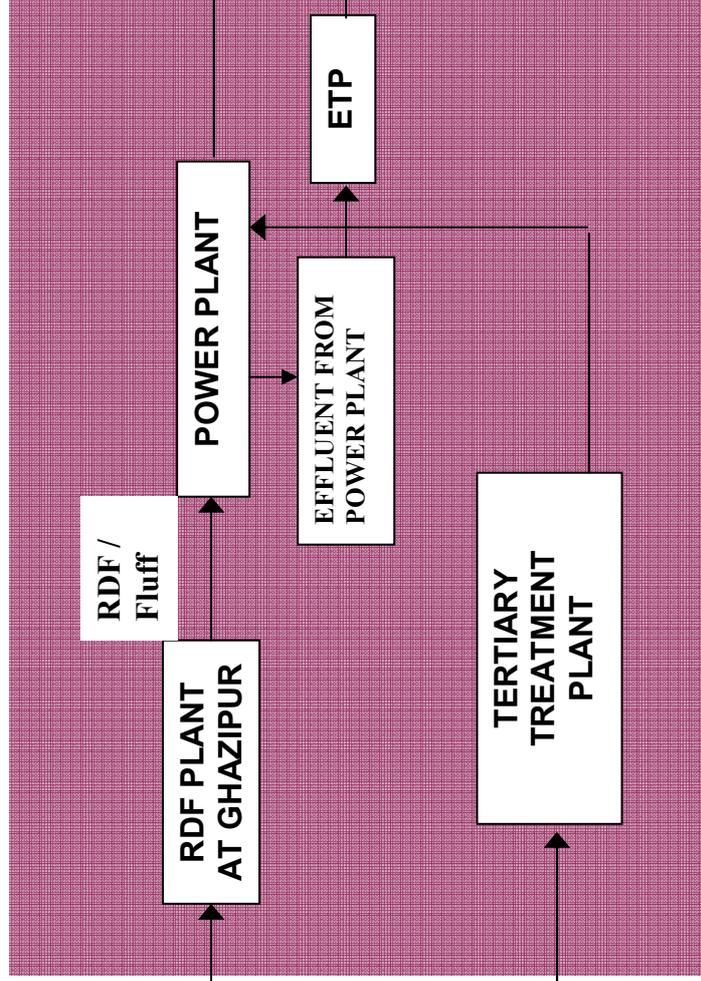 RDF PLANT
AT GHAZIPUR
RDF /
Fluff
POWER PLANT
EFFLUENT FROM
POWER PLANT
ETP
TERTIARY
TREATMENT
PLANT